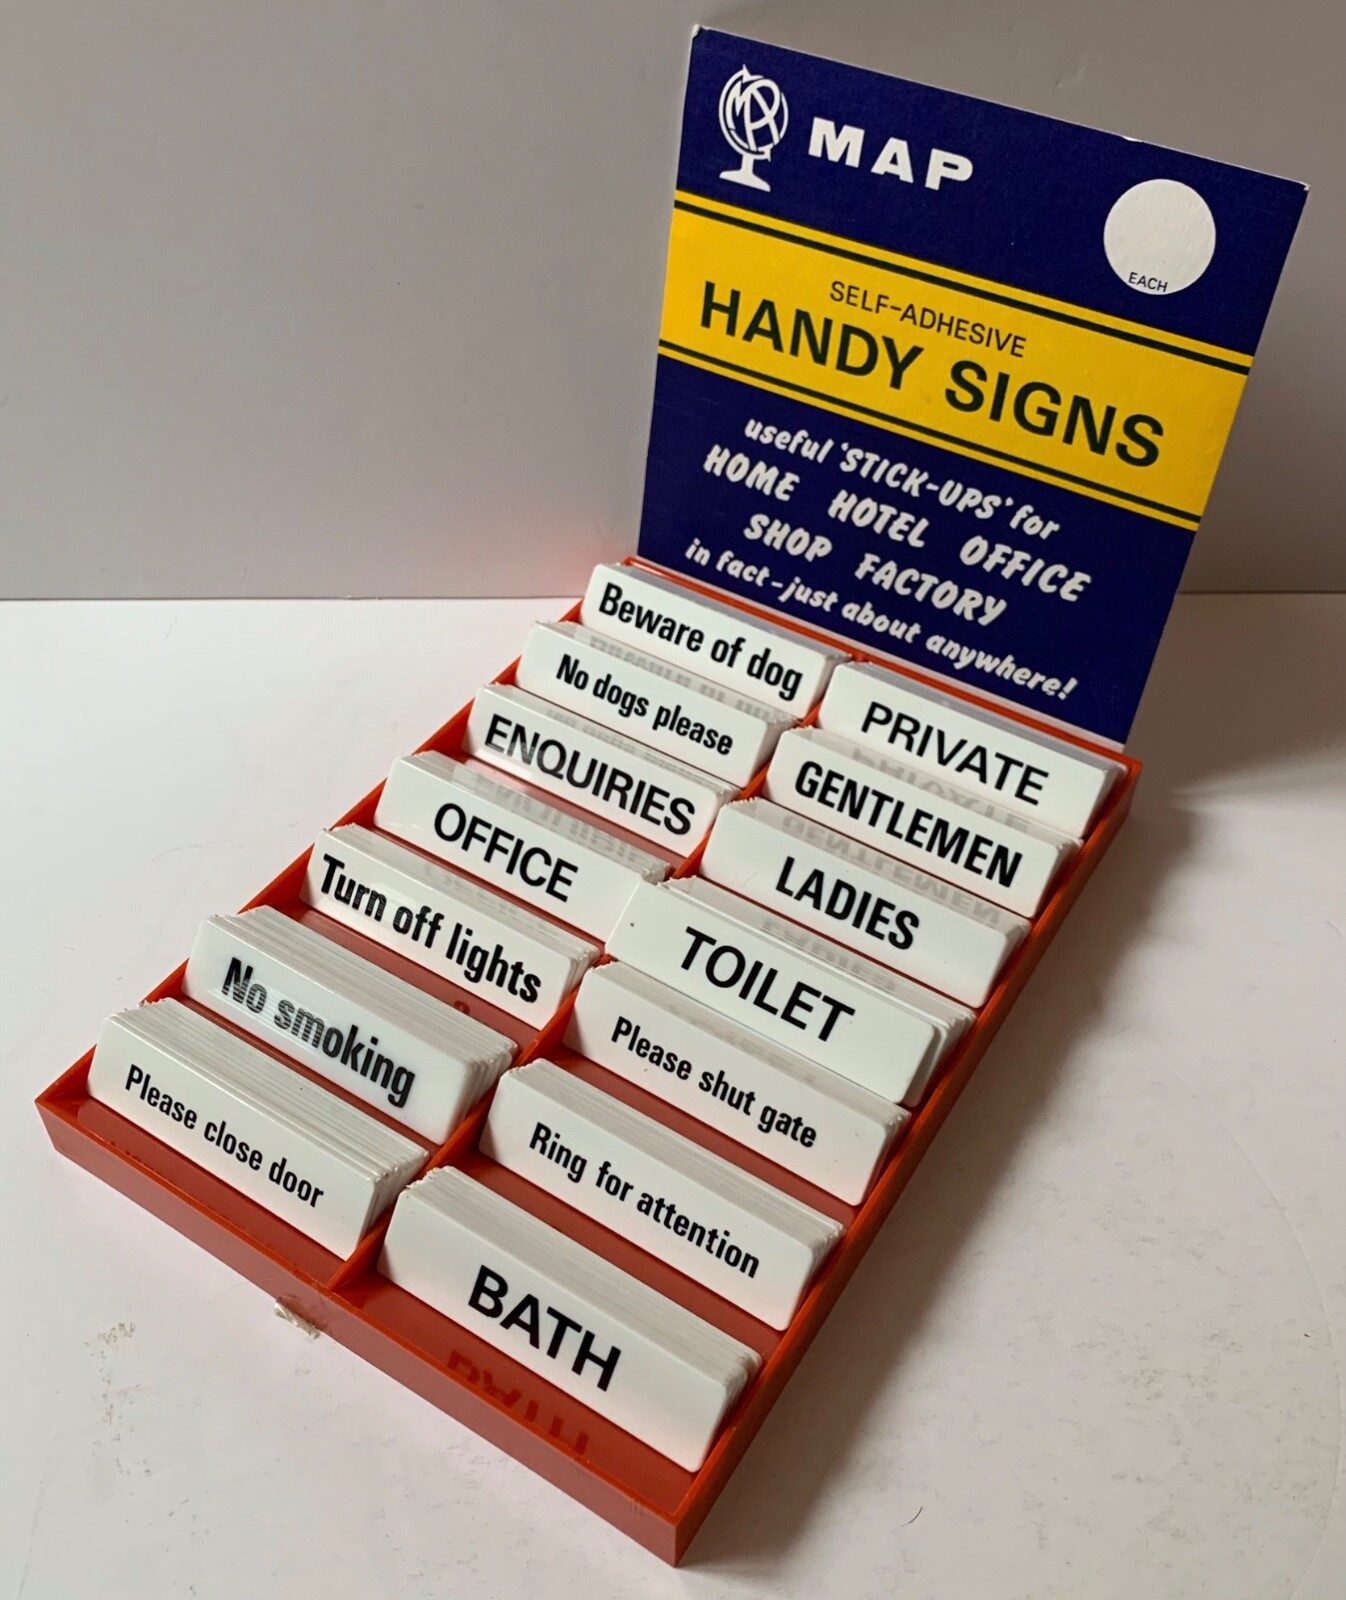 MAP
EACH
SELF-ADHESIVE
HANDY SIGNS
useful 'STICK-UPS' for
HOME HOTEL OFFICE
SHOP FACTORY
in fact-just about anywhere!
Beware of dog
No dogs please
ENQUIRIES
OFFICE
Turn off lights
No smoking
Please close door
PRIVATE
GENTLEMEN
LADIES
TOILET
Please shut gate
Ring for attention
BATH